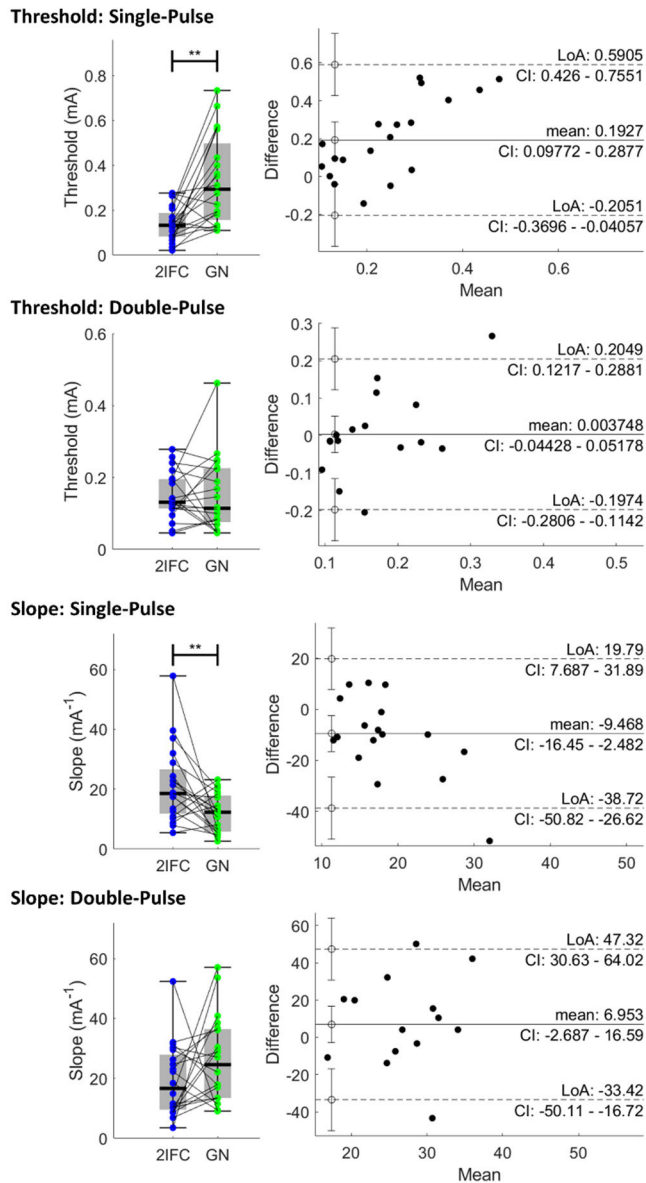 Threshold: Single-Pulse
**
0.8
0.6
0.4
0.2
0
Threshold (mA)
2IFC GN
0.6
0.4
0.2
0
-0.2
Difference
LoA: 0.5905
CI: 0.426 - 0.7551
mean: 0.1927
CI: 0.09772 - 0.2877
LoA: -0.2051
CI: -0.3696 - -0.04057
0.2 0.4 0.6
Mean
Threshold: Double-Pulse
0.6
0.4
0.2
0
Threshold (mA)
2IFC GN
0.3
0.2
0.1
0
-0.1
-0.2
Difference
LoA: 0.2049
CI: 0.1217 - 0.2881
mean: 0.003748
CI: -0.04428 - 0.05178
LoA: -0.1974
CI: -0.2806 - -0.1142
0.1 0.2 0.3 0.4 0.5
Mean
Slope: Single-Pulse
**
60
40
20
0
Slope (mA⁻¹)
2IFC GN
20
0
-20
-40
Difference
LoA: 19.79
CI: 7.687 - 31.89
mean: -9.468
CI: -16.45 - -2.482
LoA: -38.72
CI: -50.82 - -26.62
10 20 30 40 50
Mean
Slope: Double-Pulse
60
40
20
0
Slope (mA⁻¹)
2IFC GN
60
40
20
0
-20
-40
Difference
LoA: 47.32
CI: 30.63 - 64.02
mean: 6.953
CI: -2.687 - 16.59
LoA: -33.42
CI: -50.11 - -16.72
20 30 40 50
Mean